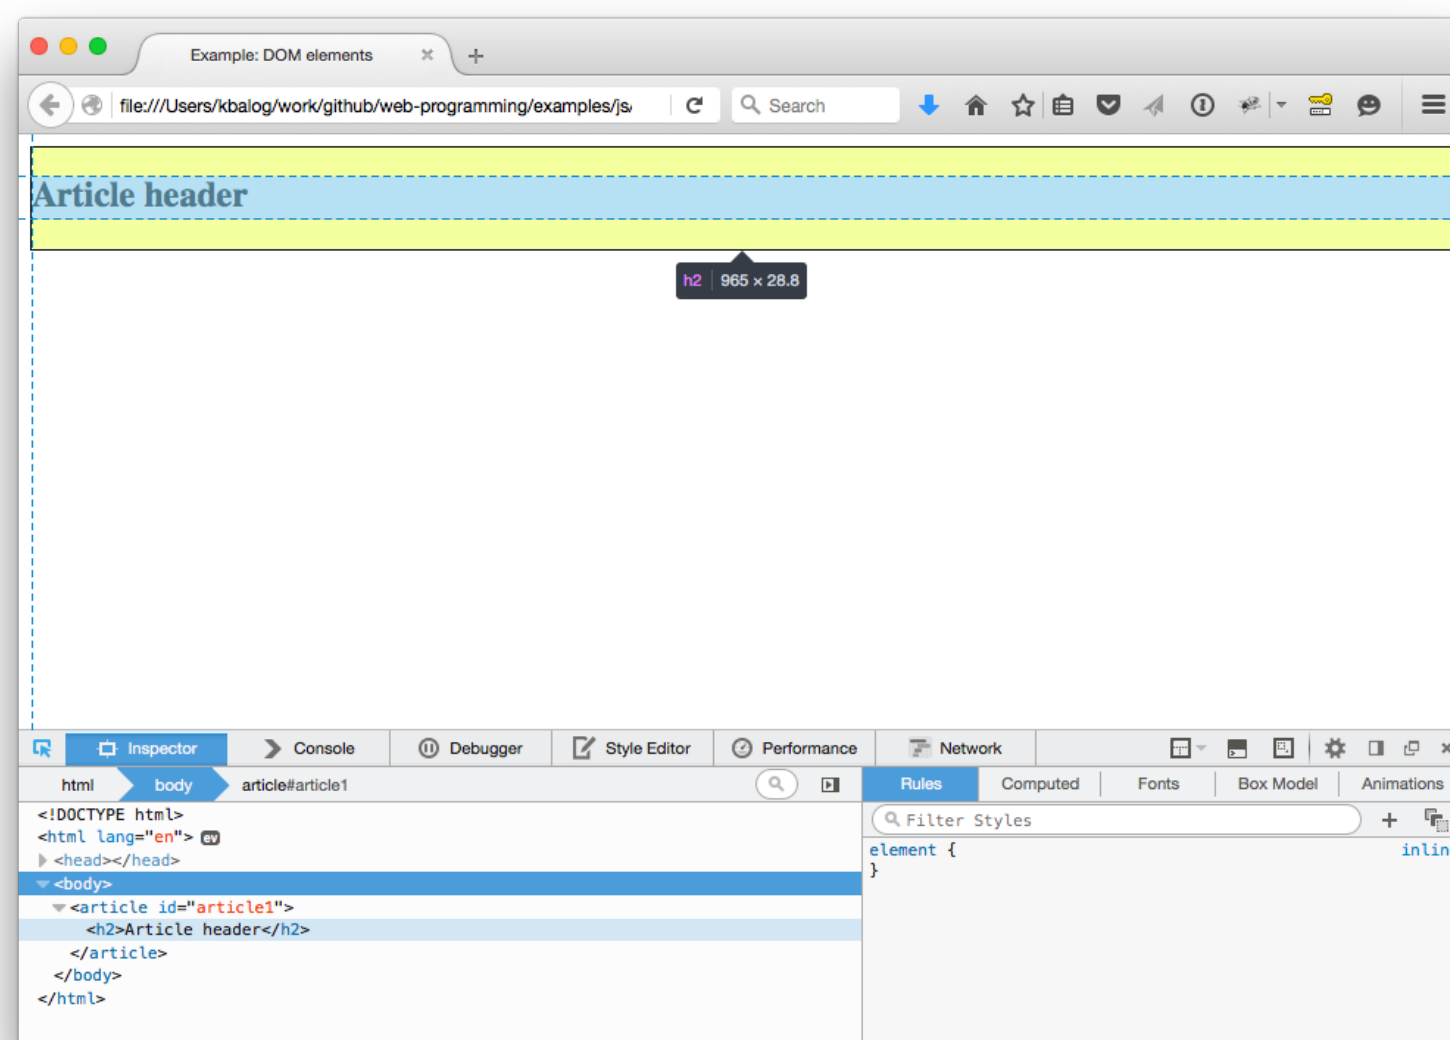 Example: DOM elements
file:///Users/kbalog/work/github/web-programming/examples/js/
Search
Article header
h2 965 × 28.8
Inspector Console Debugger Style Editor Performance Network
html body article#article1
Rules Computed Fonts Box Model Animations
<!DOCTYPE html>
<html lang="en"> ev
<head></head>
<body>
<article id="article1">
<h2>Article header</h2>
</article>
</body>
</html>
Filter Styles
element { inlin
}